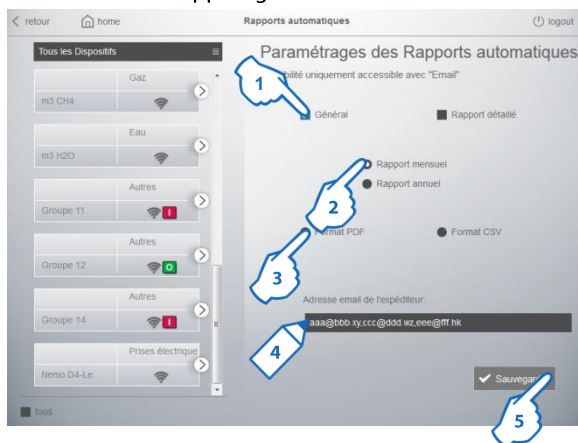 retour
home
Rapports automatiques
logout
Tous les Dispositifs
Paramétrages des Rapports automatiques
uniquement accessible avec "Email"
Gaz
m3 CH4
1
Général
Rapport détaillé
Eau
m3 H2O
Rapport mensuel
Rapport annuel
2
Autres
Groupe 11
I
Format PDF
Format CSV
3
Autres
Groupe 12
O
Autres
Groupe 14
I
Adresse email de l'expéditeur:
aaa@bbb.xy,ccc@ddd.wz,eee@fff.hk
4
Prises électrique
Nemo D4-Le
Sauvegar
5
tous